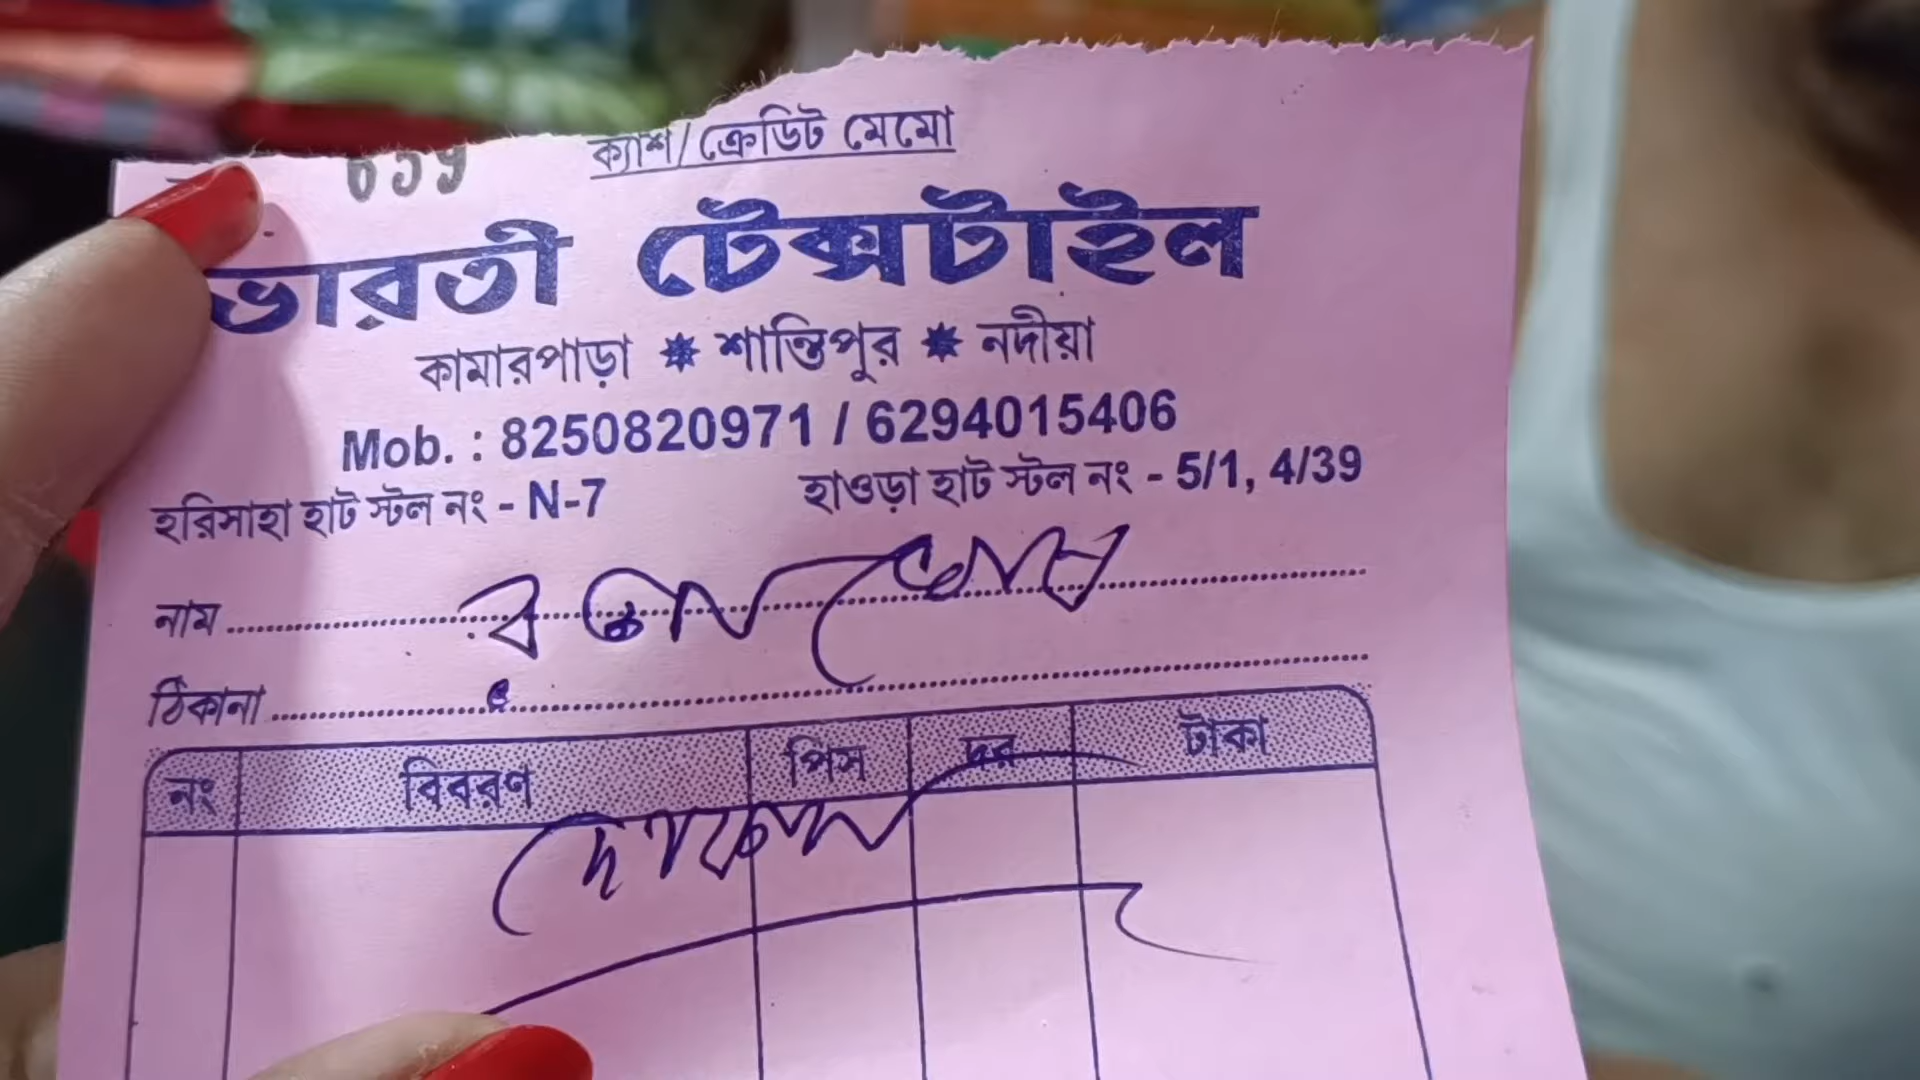 659
ক্যাশ/ক্রেডিট মেমো
ভারতী টেক্সটাইল
কামারপাড়া ✷ শান্তিপুর ✷ নদীয়া
Mob. : 8250820971 / 6294015406
হরিসাহা হাট স্টল নং - N-7 হাওড়া হাট স্টল নং - 5/1, 4/39
নাম
ঠিকানা
নং বিবরণ পিস দর টাকা